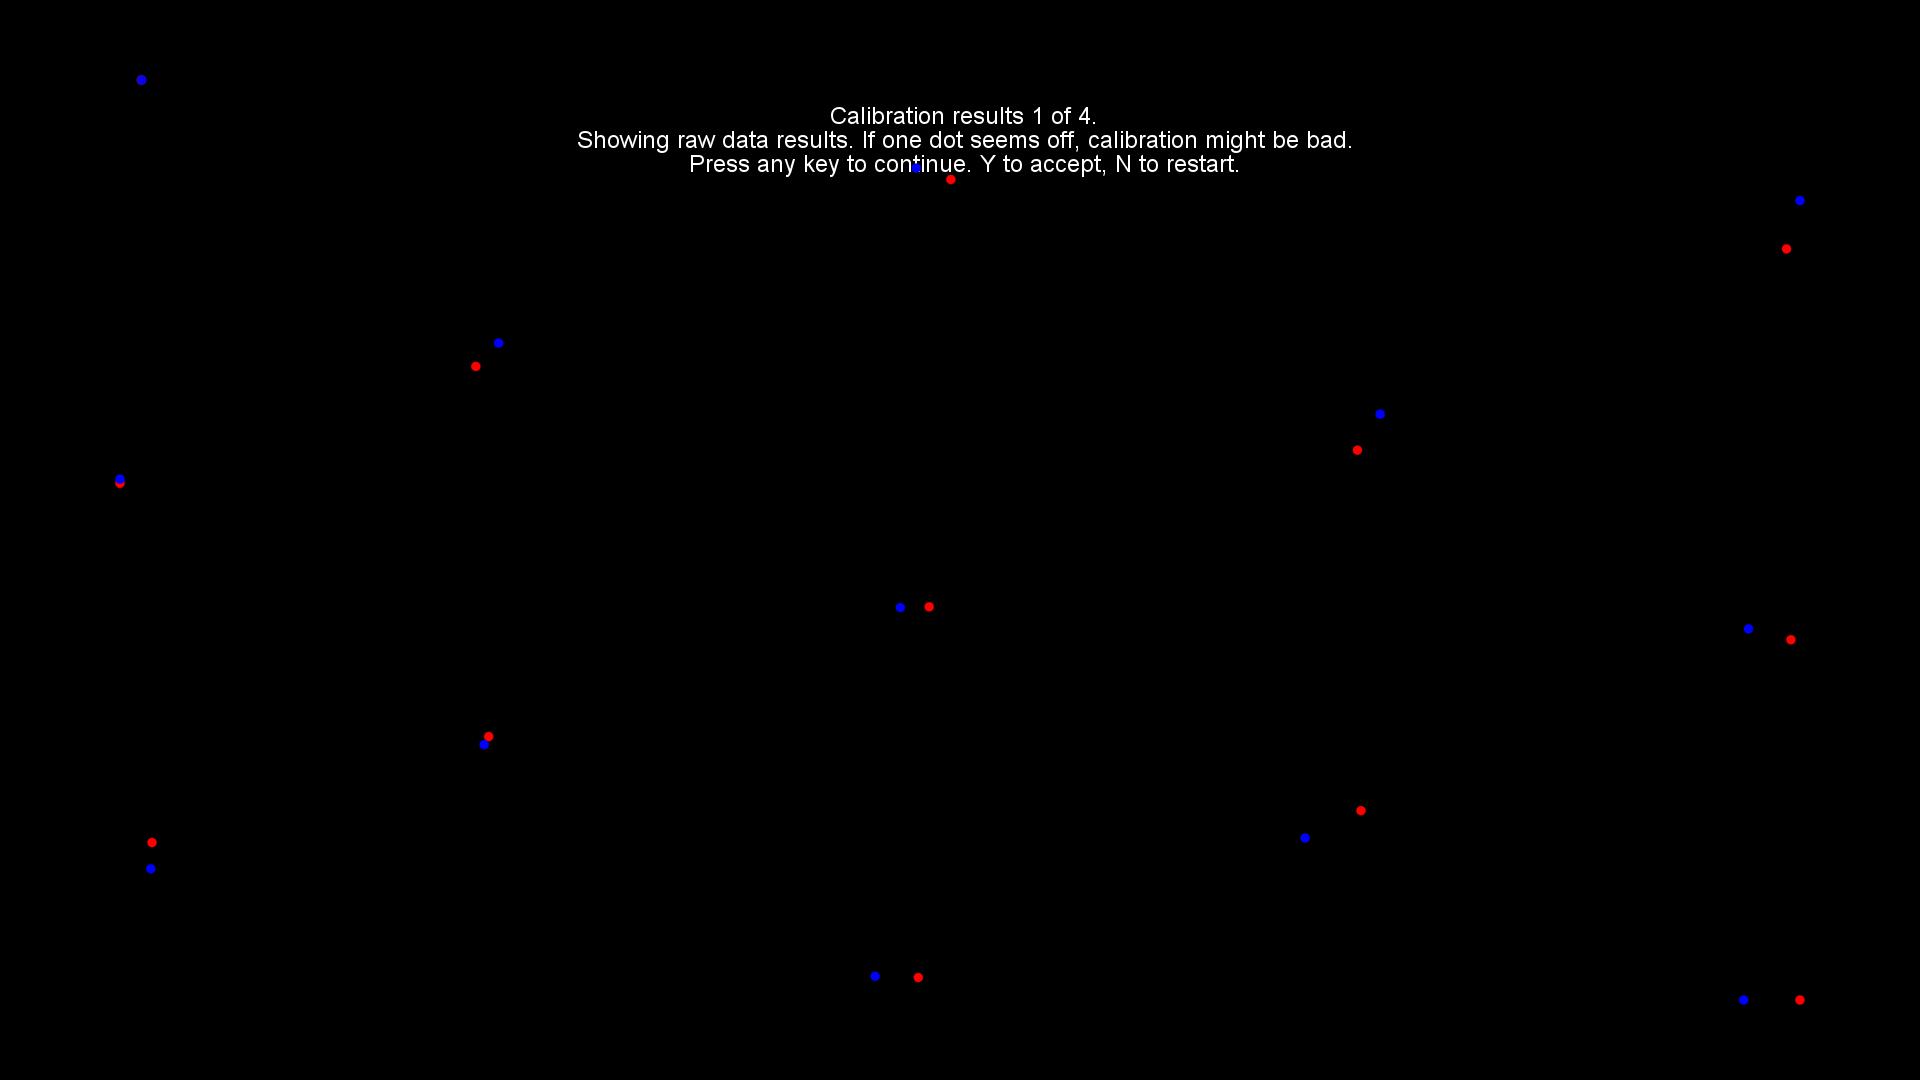 Calibration results 1 of 4.
Showing raw data results. If one dot seems off, calibration might be bad.
Press any key to continue. Y to accept, N to restart.